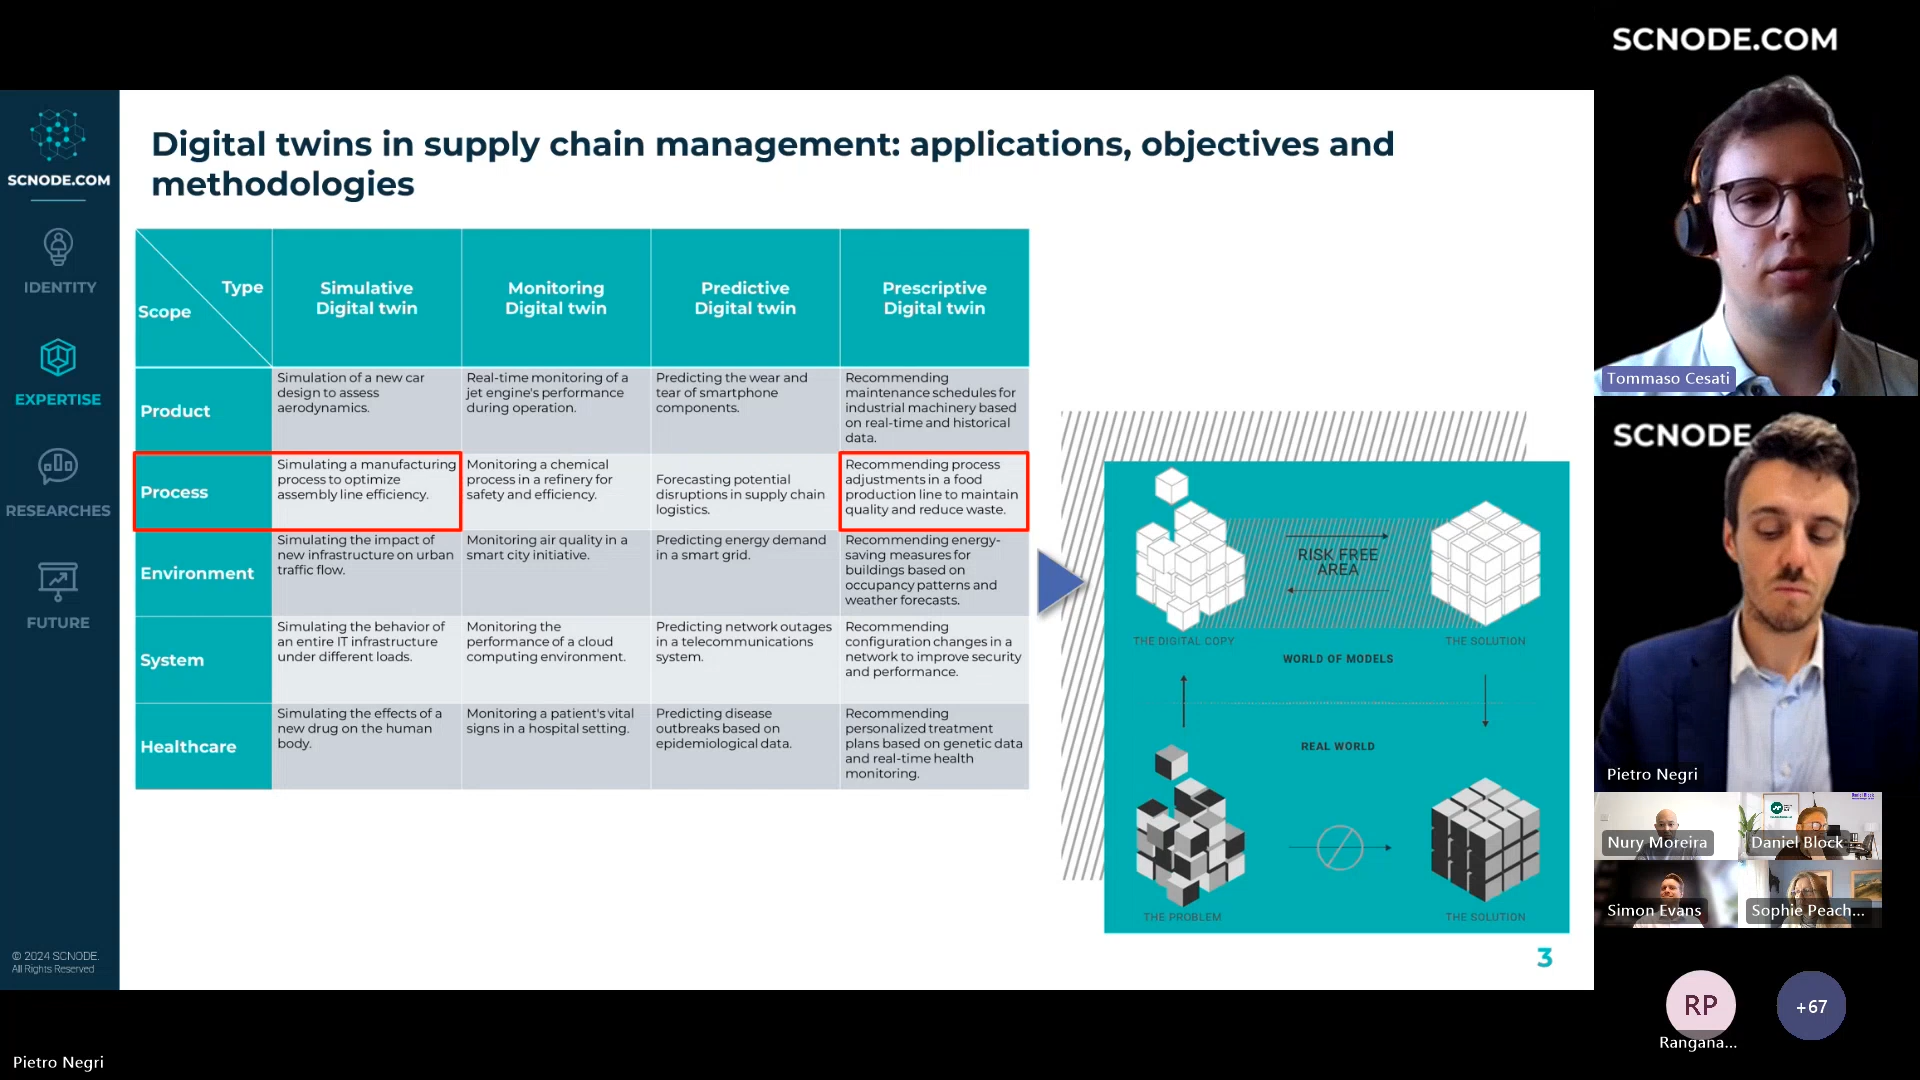 SCNODE.COM
SCNODE.COM
IDENTITY
EXPERTISE
RESEARCHES
FUTURE
© 2024 SCNODE.
All Rights Reserved
Digital twins in supply chain management: applications, objectives and
methodologies
Type
Scope
Simulative
Digital twin
Monitoring
Digital twin
Predictive
Digital twin
Prescriptive
Digital twin
Product
Simulation of a new car
design to assess
aerodynamics.
Real-time monitoring of a
jet engine's performance
during operation.
Predicting the wear and
tear of smartphone
components.
Recommending
maintenance schedules for
industrial machinery based
on real-time and historical
data.
Process
Simulating a manufacturing
process to optimize
assembly line efficiency.
Monitoring a chemical
process in a refinery for
safety and efficiency.
Forecasting potential
disruptions in supply chain
logistics.
Recommending process
adjustments in a food
production line to maintain
quality and reduce waste.
Environment
Simulating the impact of
new infrastructure on urban
traffic flow.
Monitoring air quality in a
smart city initiative.
Predicting energy demand
in a smart grid.
Recommending energy-
saving measures for
buildings based on
occupancy patterns and
weather forecasts.
System
Simulating the behavior of
an entire IT infrastructure
under different loads.
Monitoring the
performance of a cloud
computing environment.
Predicting network outages
in a telecommunications
system.
Recommending
configuration changes in a
network to improve security
and performance.
Healthcare
Simulating the effects of a
new drug on the human
body.
Monitoring a patient's vital
signs in a hospital setting.
Predicting disease
outbreaks based on
epidemiological data.
Recommending
personalized treatment
plans based on genetic data
and real-time health
monitoring.
RISK FREE
AREA
THE DIGITAL COPY
THE SOLUTION
WORLD OF MODELS
REAL WORLD
THE PROBLEM
THE SOLUTION
3
Tommaso Cesati
SCNODE
Pietro Negri
Nury Moreira
Daniel Block
Daniel Block
Simon Evans
Sophie Peach...
RP
+67
Rangana...
Pietro Negri